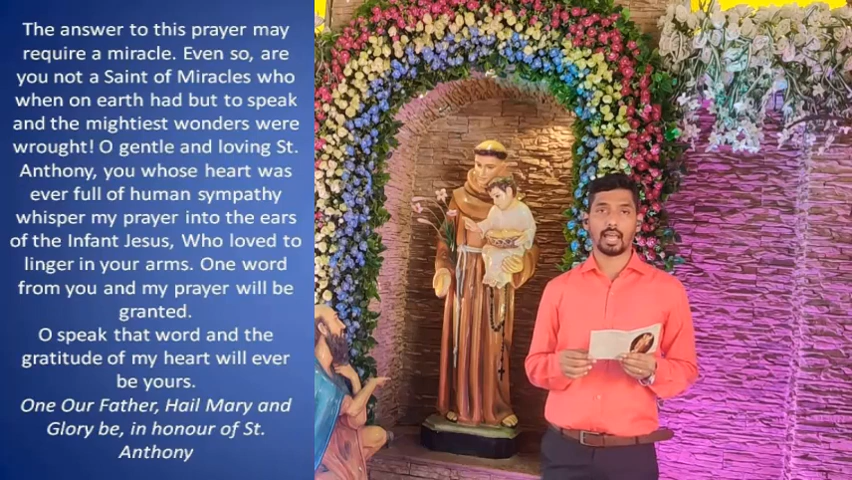 The answer to this prayer may
require a miracle. Even so, are
you not a Saint of Miracles who
when on earth had but to speak
and the mightiest wonders were
wrought! O gentle and loving St.
Anthony, you whose heart was
ever full of human sympathy
whisper my prayer into the ears
of the Infant Jesus, Who loved to
linger in your arms. One word
from you and my prayer will be
granted.
O speak that word and the
gratitude of my heart will ever
be yours.
One Our Father, Hail Mary and
Glory be, in honour of St.
Anthony